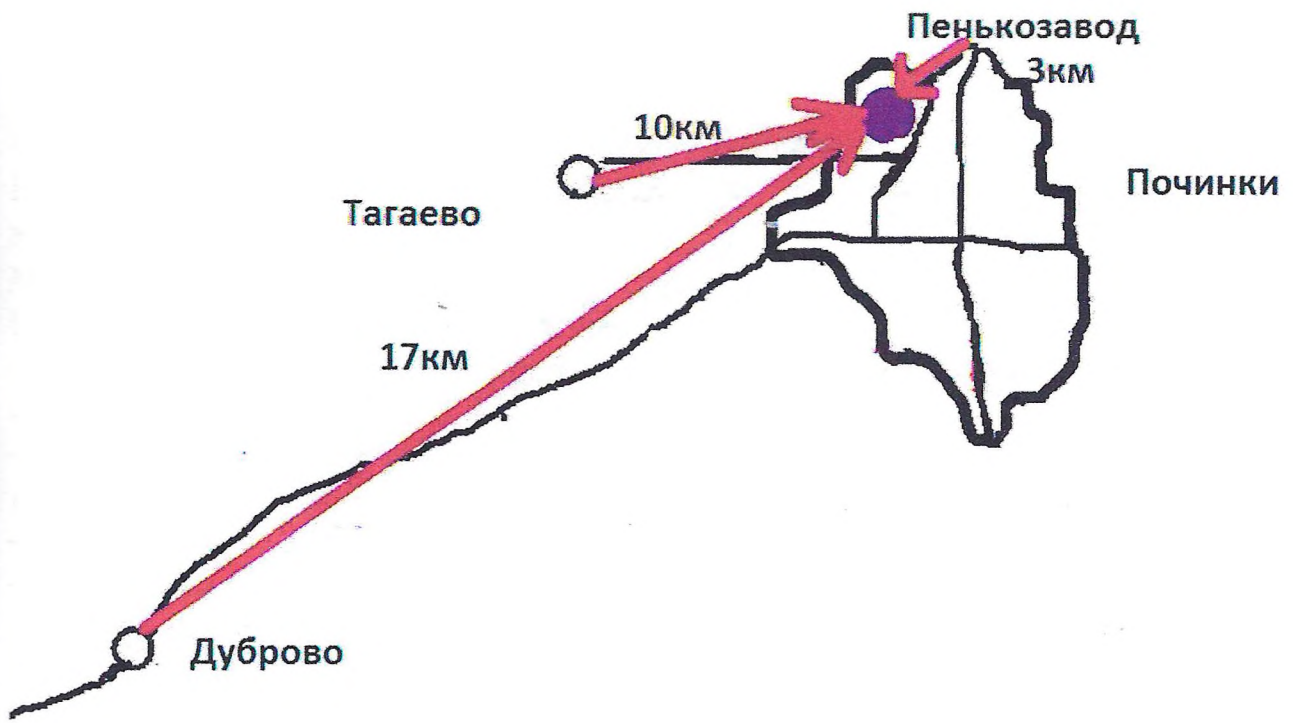 Пенькозавод
3км
10км
Починки
Тагаево
17км
Дуброво